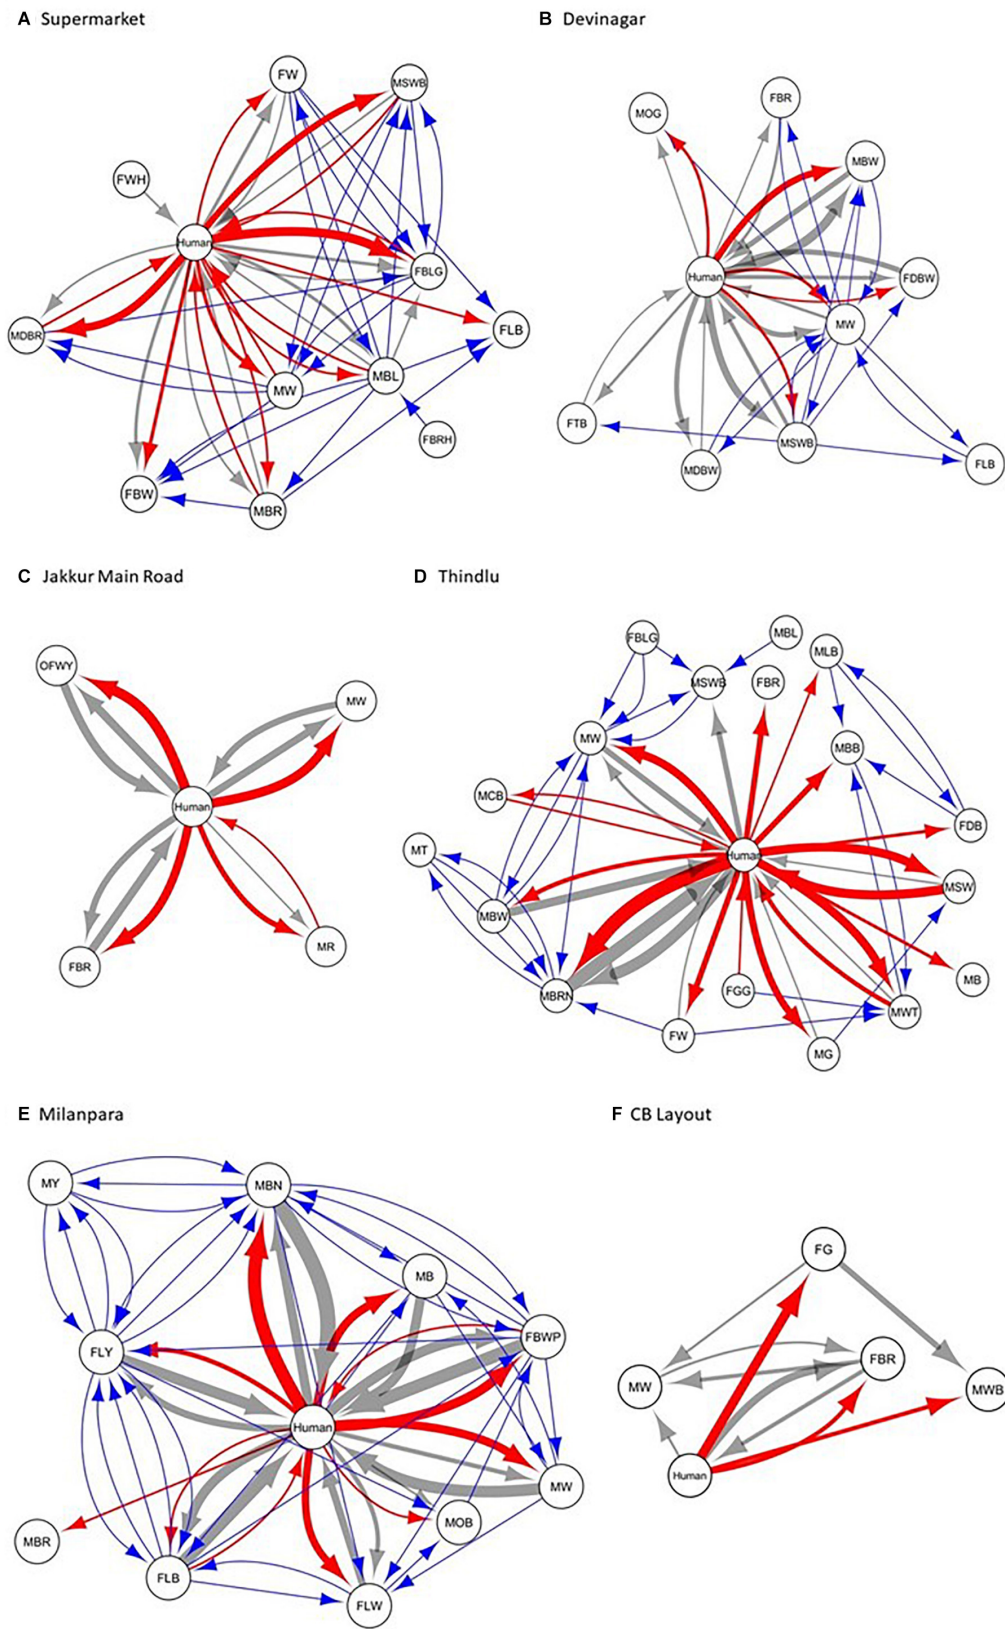 A Supermarket
B Devinagar
FW
MSWB
FWH
Human
FBLG
MDBR
FLB
MW
MBL
FBRH
FBW
MBR
MOG
FBR
MBW
Human
FDBW
MW
FTB
MSWB
MDBW
FLB
C Jakkur Main Road
D Thindlu
OFWY
MW
Human
FBR
MR
FBLG
MBL
MLB
MSWB
FBR
MW
MBB
MCB
FDB
MT
Human
MSW
MBW
MB
MBRN
FGG
MWT
FW
MG
E Milanpara
F CB Layout
MY
MBN
MB
FBWP
FLY
Human
MW
MOB
MBR
FLB
FLW
FG
FBR
MW
MWB
Human